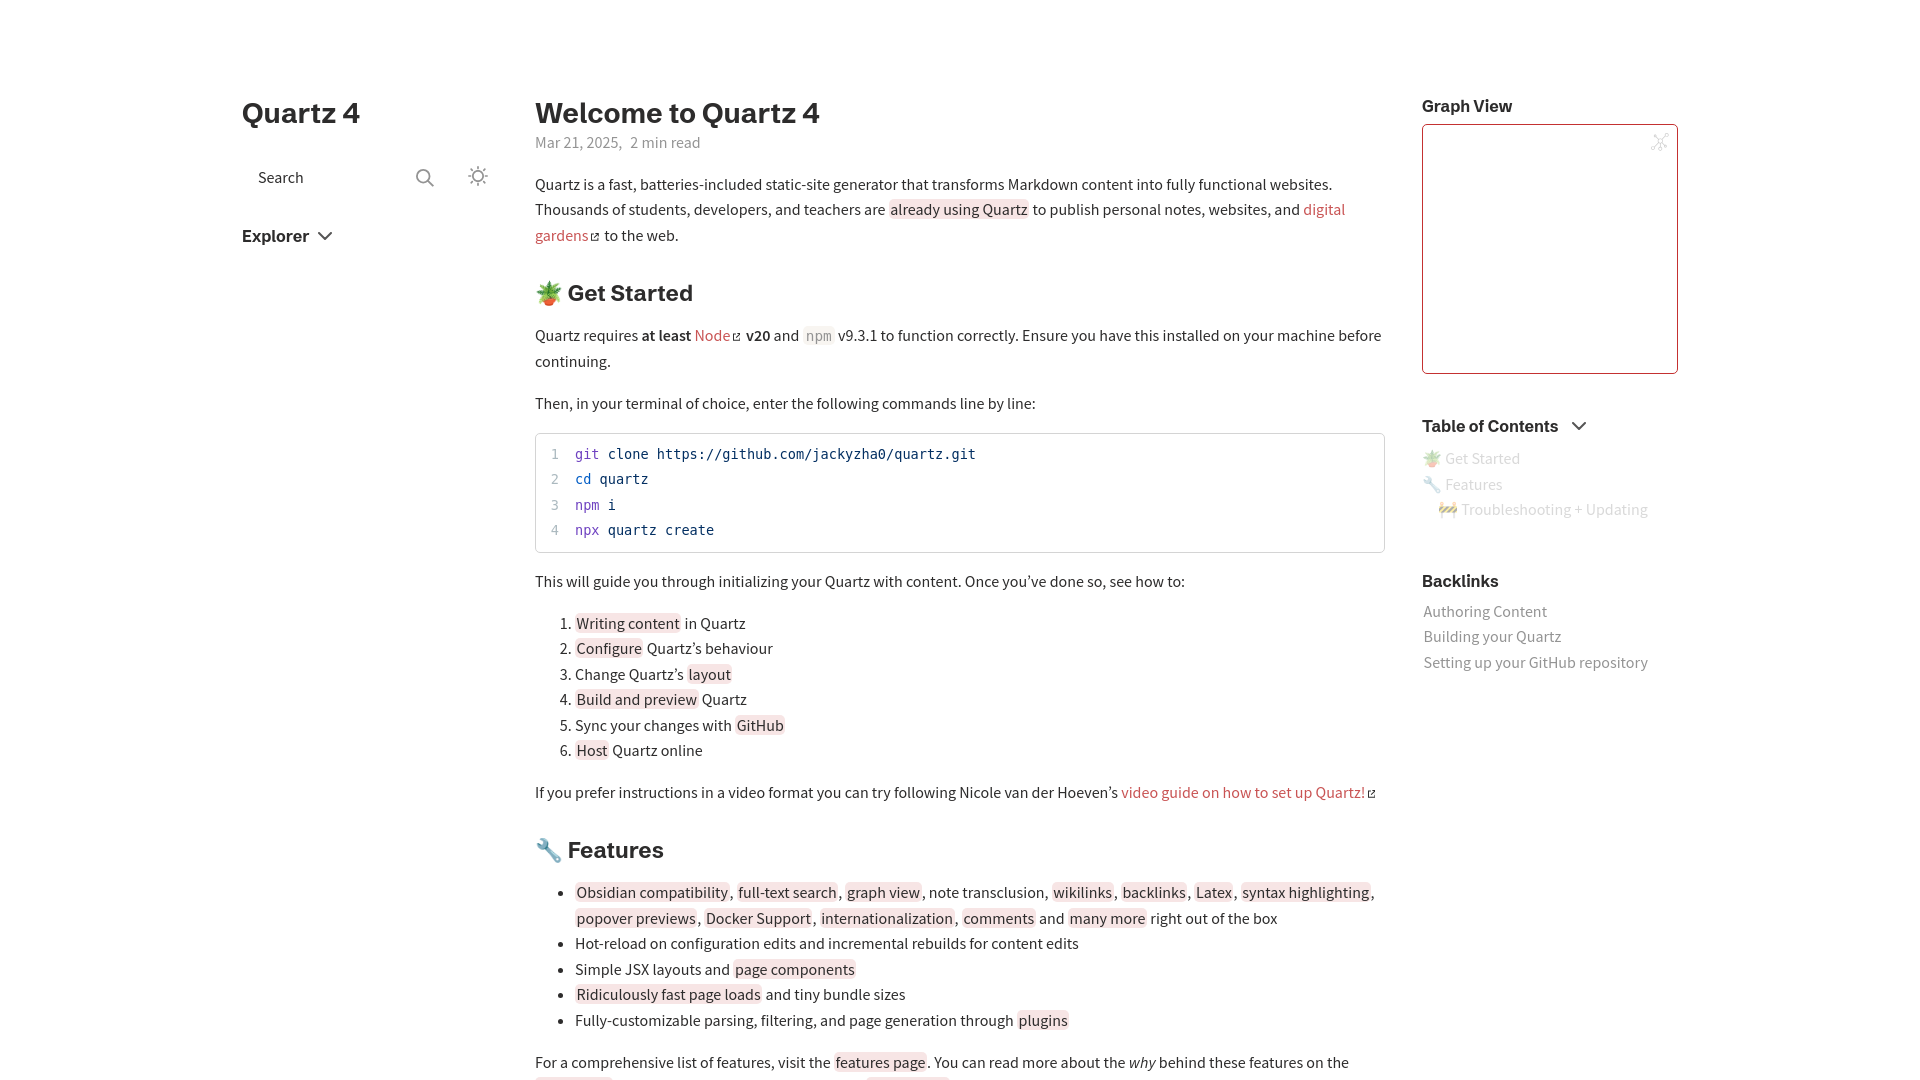 Quartz 4
Search
Explorer
Welcome to Quartz 4
Mar 21, 2025, 2 min read
Quartz is a fast, batteries-included static-site generator that transforms Markdown content into fully functional websites.
Thousands of students, developers, and teachers are already using Quartz to publish personal notes, websites, and digital
gardens to the web.
🪴 Get Started
Quartz requires at least Node v20 and npm v9.3.1 to function correctly. Ensure you have this installed on your machine before
continuing.
Then, in your terminal of choice, enter the following commands line by line:
1 git clone https://github.com/jackyzha0/quartz.git
2 cd quartz
3 npm i
4 npx quartz create
This will guide you through initializing your Quartz with content. Once you’ve done so, see how to:
1. Writing content in Quartz
2. Configure Quartz’s behaviour
3. Change Quartz’s layout
4. Build and preview Quartz
5. Sync your changes with GitHub
6. Host Quartz online
If you prefer instructions in a video format you can try following Nicole van der Hoeven’s video guide on how to set up Quartz!
🔧 Features
• Obsidian compatibility, full-text search, graph view, note transclusion, wikilinks, backlinks, Latex, syntax highlighting,
popover previews, Docker Support, internationalization, comments and many more right out of the box
• Hot-reload on configuration edits and incremental rebuilds for content edits
• Simple JSX layouts and page components
• Ridiculously fast page loads and tiny bundle sizes
• Fully-customizable parsing, filtering, and page generation through plugins
For a comprehensive list of features, visit the features page. You can read more about the why behind these features on the
Graph View
Table of Contents
🪴 Get Started
🔧 Features
🚧 Troubleshooting + Updating
Backlinks
Authoring Content
Building your Quartz
Setting up your GitHub repository